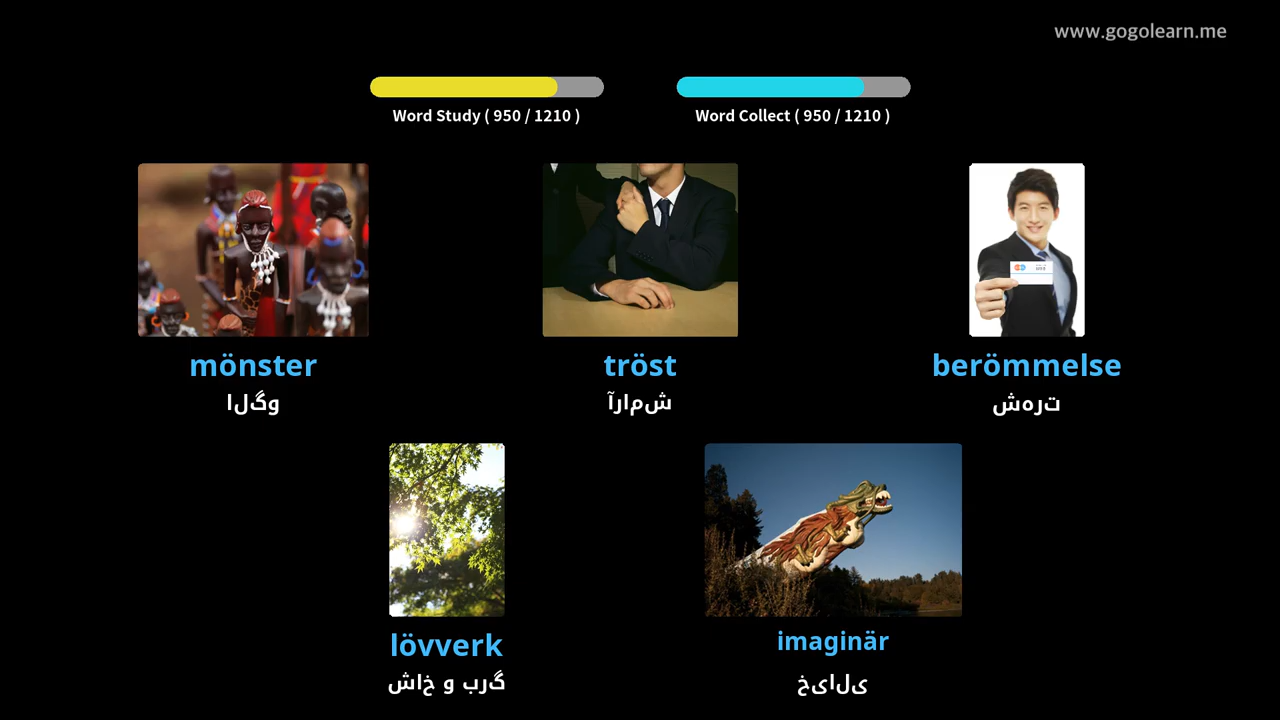 www.gogolearn.me
Word Study ( 950 / 1210 )
Word Collect ( 950 / 1210 )
mönster
الگو
tröst
آرامش
berömmelse
شهرت
lövverk
شاخ و برگ
imaginär
خیالی